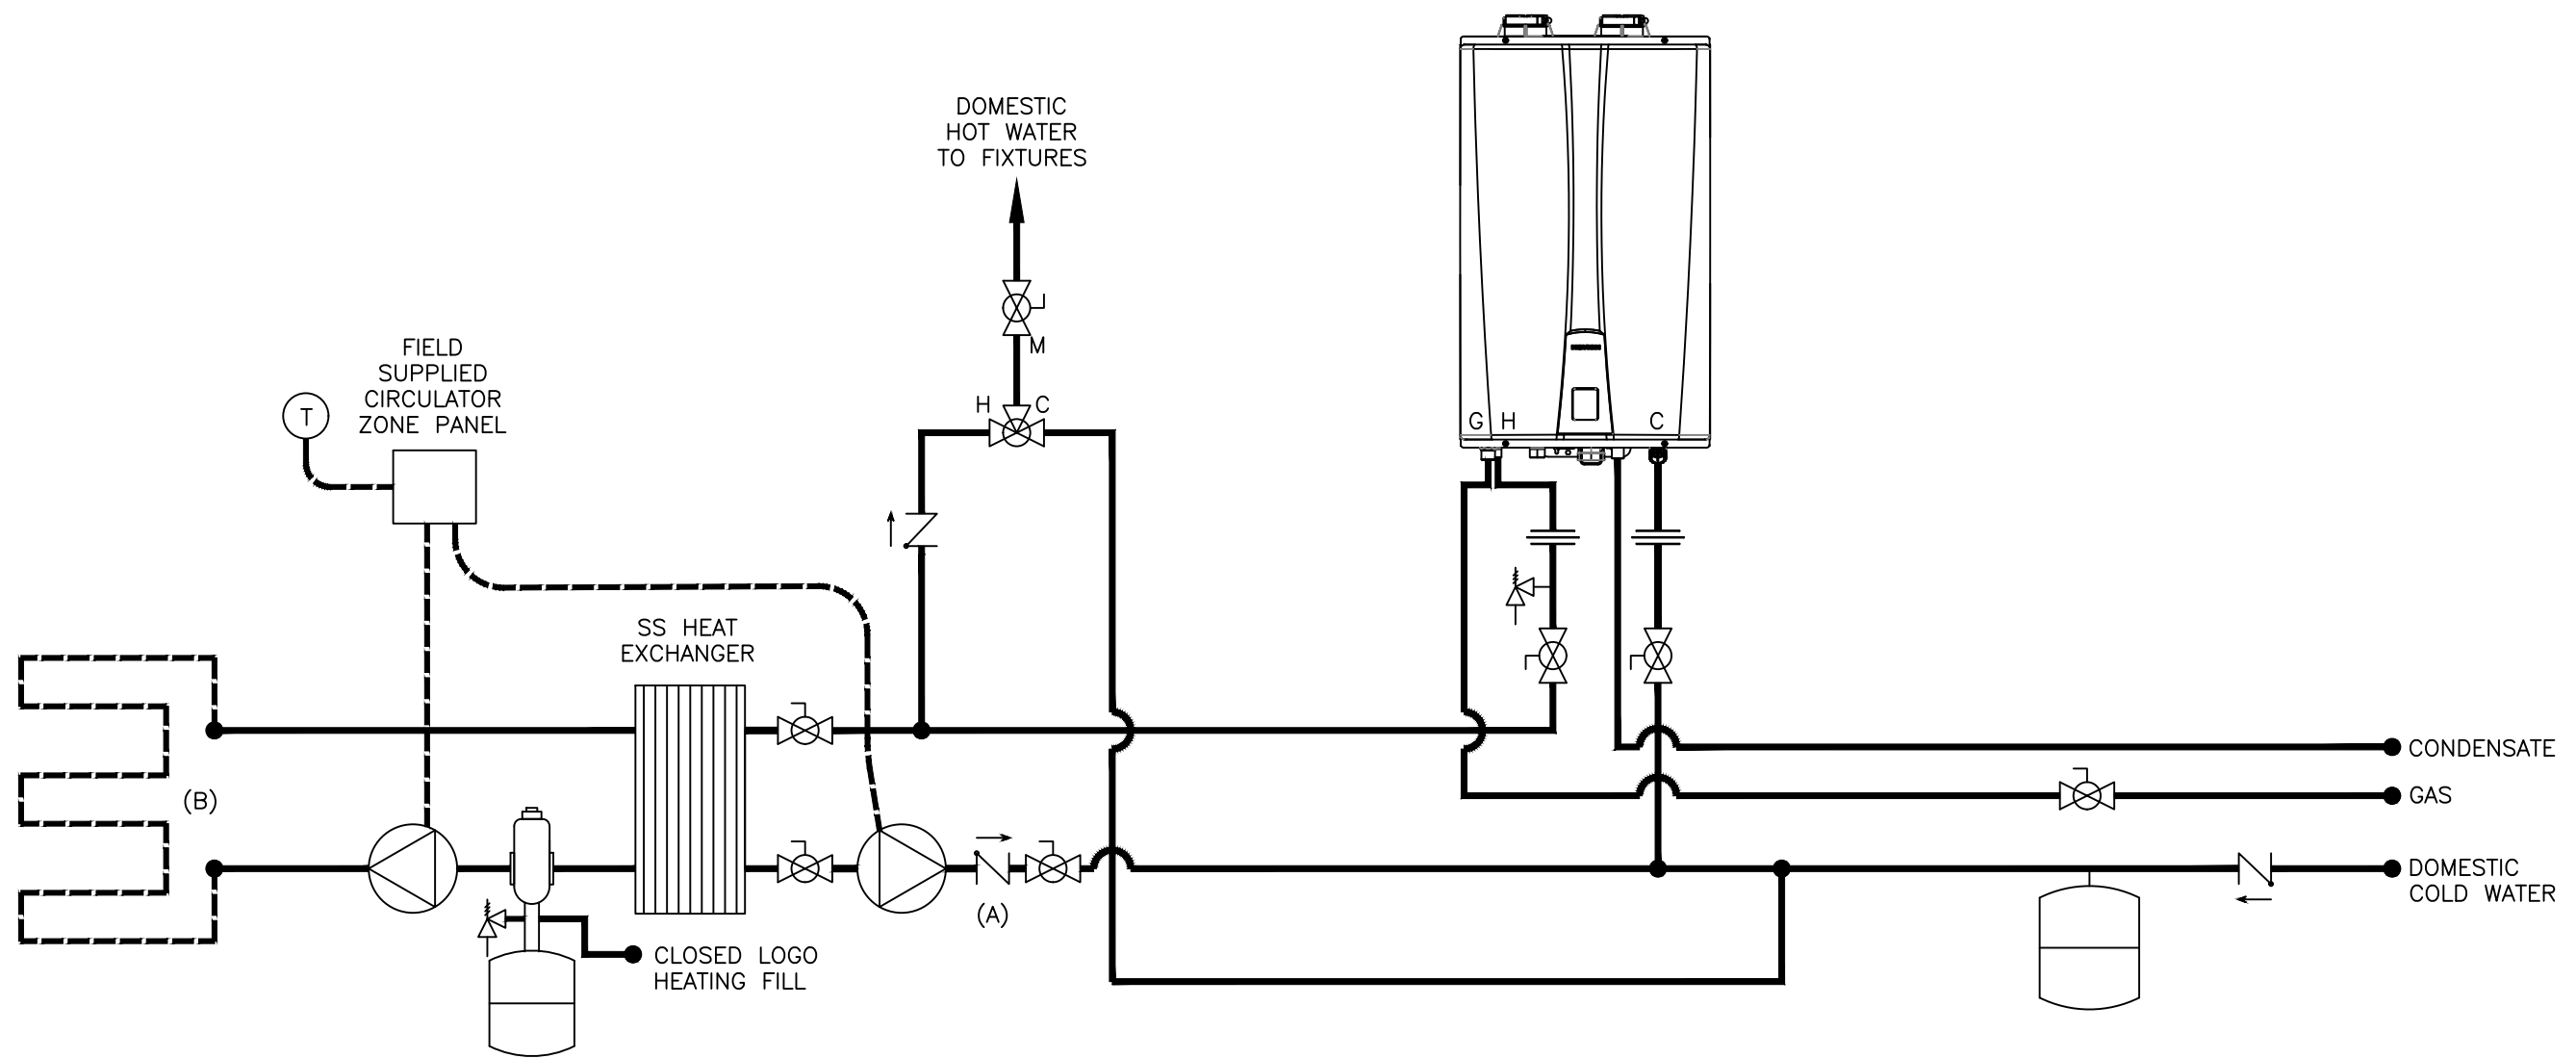 DOMESTIC
HOT WATER
TO FIXTURES
M
H
C
FIELD
SUPPLIED
CIRCULATOR
ZONE PANEL
T
G
H
C
SS HEAT
EXCHANGER
(B)
CONDENSATE
GAS
DOMESTIC
COLD WATER
(A)
CLOSED LOGO
HEATING FILL